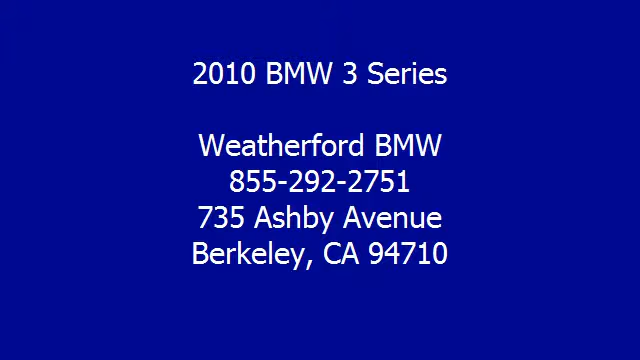 2010 BMW 3 Series
Weatherford BMW
855-292-2751
735 Ashby Avenue
Berkeley, CA 94710